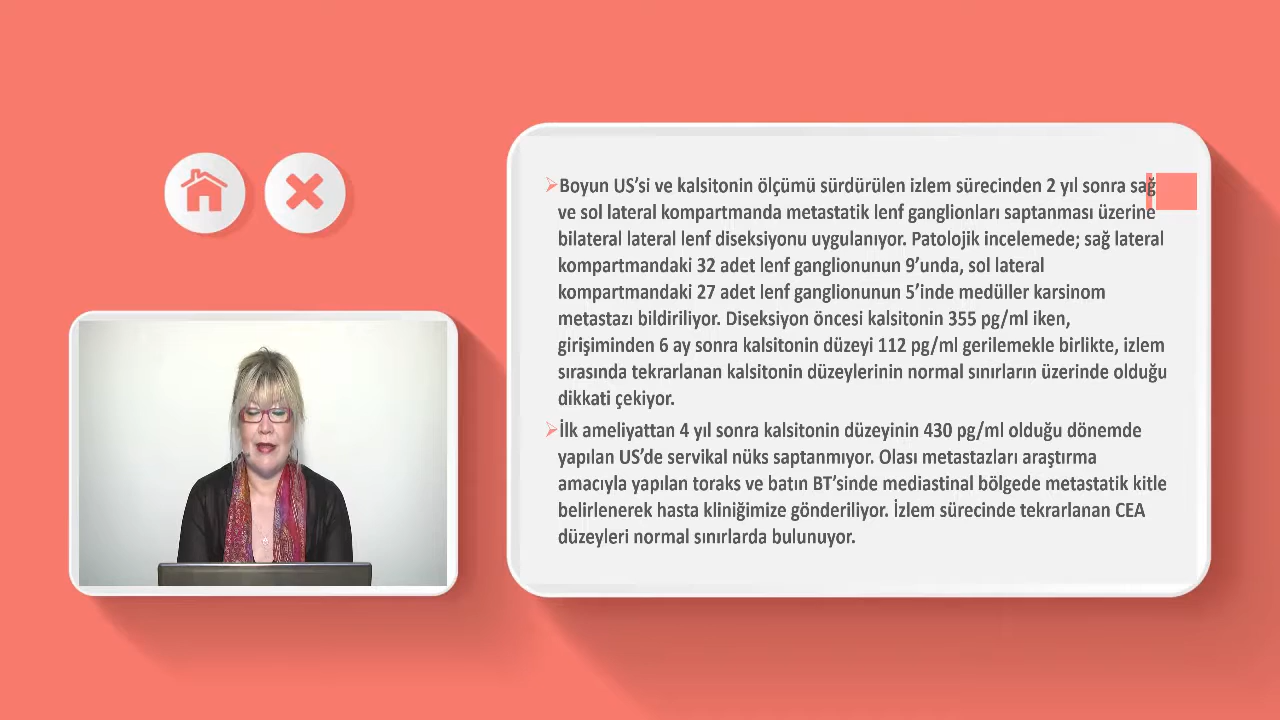 Boyun US'si ve kalsitonin ölçümü sürdürülen izlem sürecinden 2 yıl sonra sağ
ve sol lateral kompartmanda metastatik lenf ganglionları saptanması üzerine
bilateral lateral lenf diseksiyonu uygulanıyor. Patolojik incelemede; sağ lateral
kompartmandaki 32 adet lenf ganglionunun 9'unda, sol lateral
kompartmandaki 27 adet lenf ganglionunun 5'inde medüller karsinom
metastazı bildiriliyor. Diseksiyon öncesi kalsitonin 355 pg/ml iken,
girişiminden 6 ay sonra kalsitonin düzeyi 112 pg/ml gerilemekle birlikte, izlem
sırasında tekrarlanan kalsitonin düzeylerinin normal sınırların üzerinde olduğu
dikkati çekiyor.
İlk ameliyattan 4 yıl sonra kalsitonin düzeyinin 430 pg/ml olduğu dönemde
yapılan US'de servikal nüks saptanmıyor. Olası metastazları araştırma
amacıyla yapılan toraks ve batın BT'sinde mediastinal bölgede metastatik kitle
belirlenerek hasta kliniğimize gönderiliyor. İzlem sürecinde tekrarlanan CEA
düzeyleri normal sınırlarda bulunuyor.